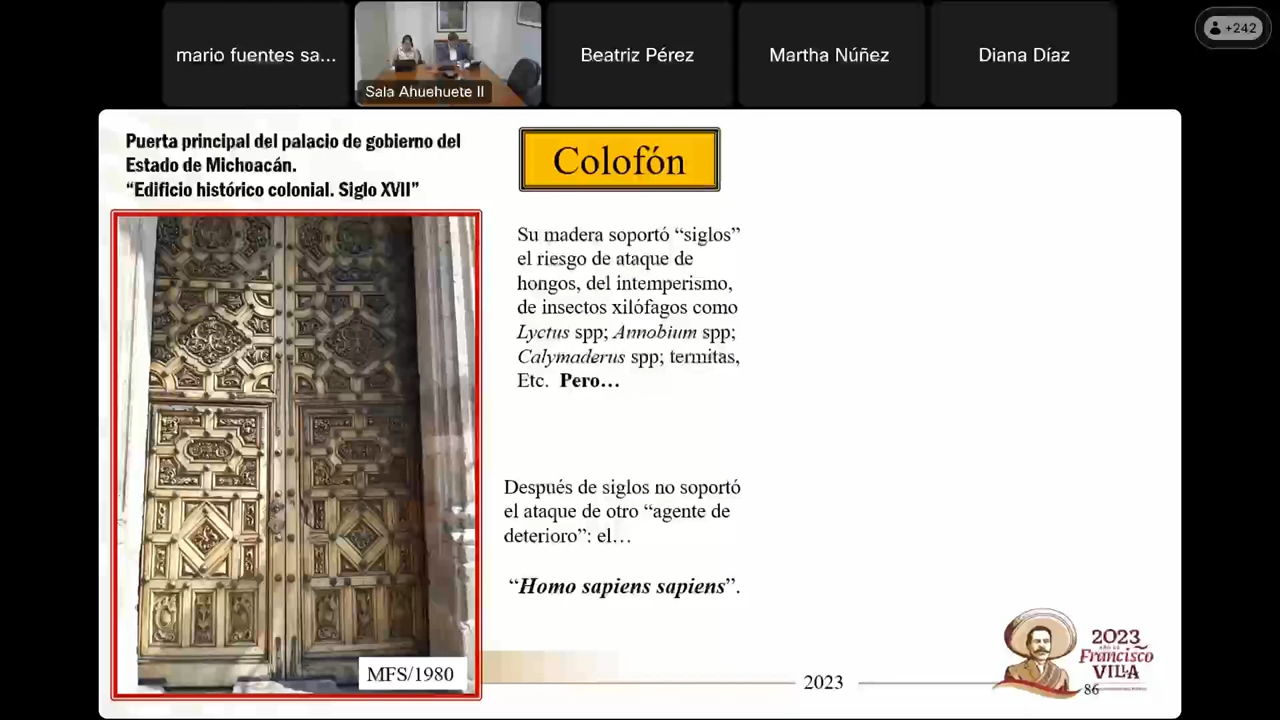 mario fuentes sa...
Sala Ahuehuete II
Beatriz Pérez
Martha Núñez
Diana Díaz
+242
Puerta principal del palacio de gobierno del
Estado de Michoacán.
“Edificio histórico colonial. Siglo XVII”
Colofón
Su madera soportó “siglos”
el riesgo de ataque de
hongos, del intemperismo,
de insectos xilófagos como
Lyctus spp; Annobium spp;
Calymaderus spp; termitas,
Etc. Pero…
Después de siglos no soportó
el ataque de otro “agente de
deterioro”: el…
“Homo sapiens sapiens”.
MFS/1980
2023
2023
Francisco
VILLA
86